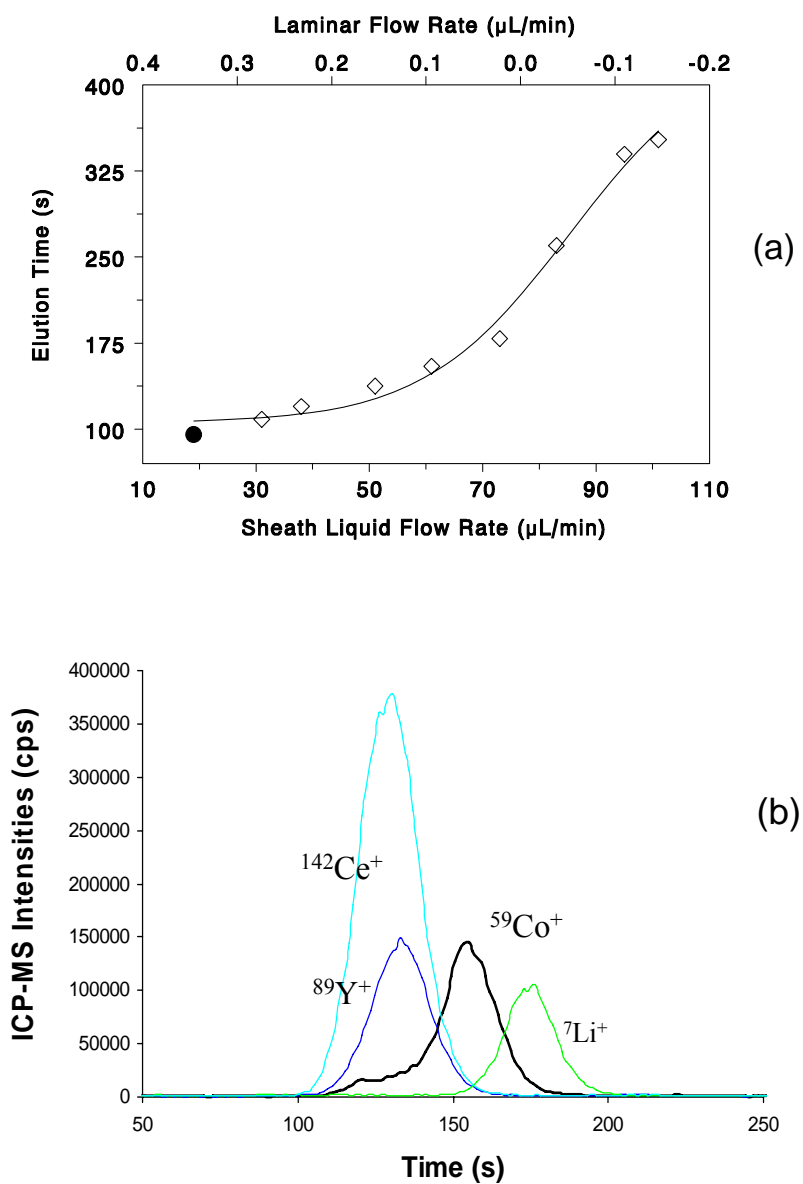 Laminar Flow Rate (µL/min)
0.4 0.3 0.2 0.1 0.0 -0.1 -0.2
400
325
250
175
100
Elution Time (s)
(a)
10 30 50 70 90 110
Sheath Liquid Flow Rate (µL/min)
400000
350000
300000
250000
200000
150000
100000
50000
0
ICP-MS Intensities (cps)
(b)
¹⁴²Ce⁺
⁵⁹Co⁺
⁸⁹Y⁺
⁷Li⁺
50 100 150 200 250
Time (s)